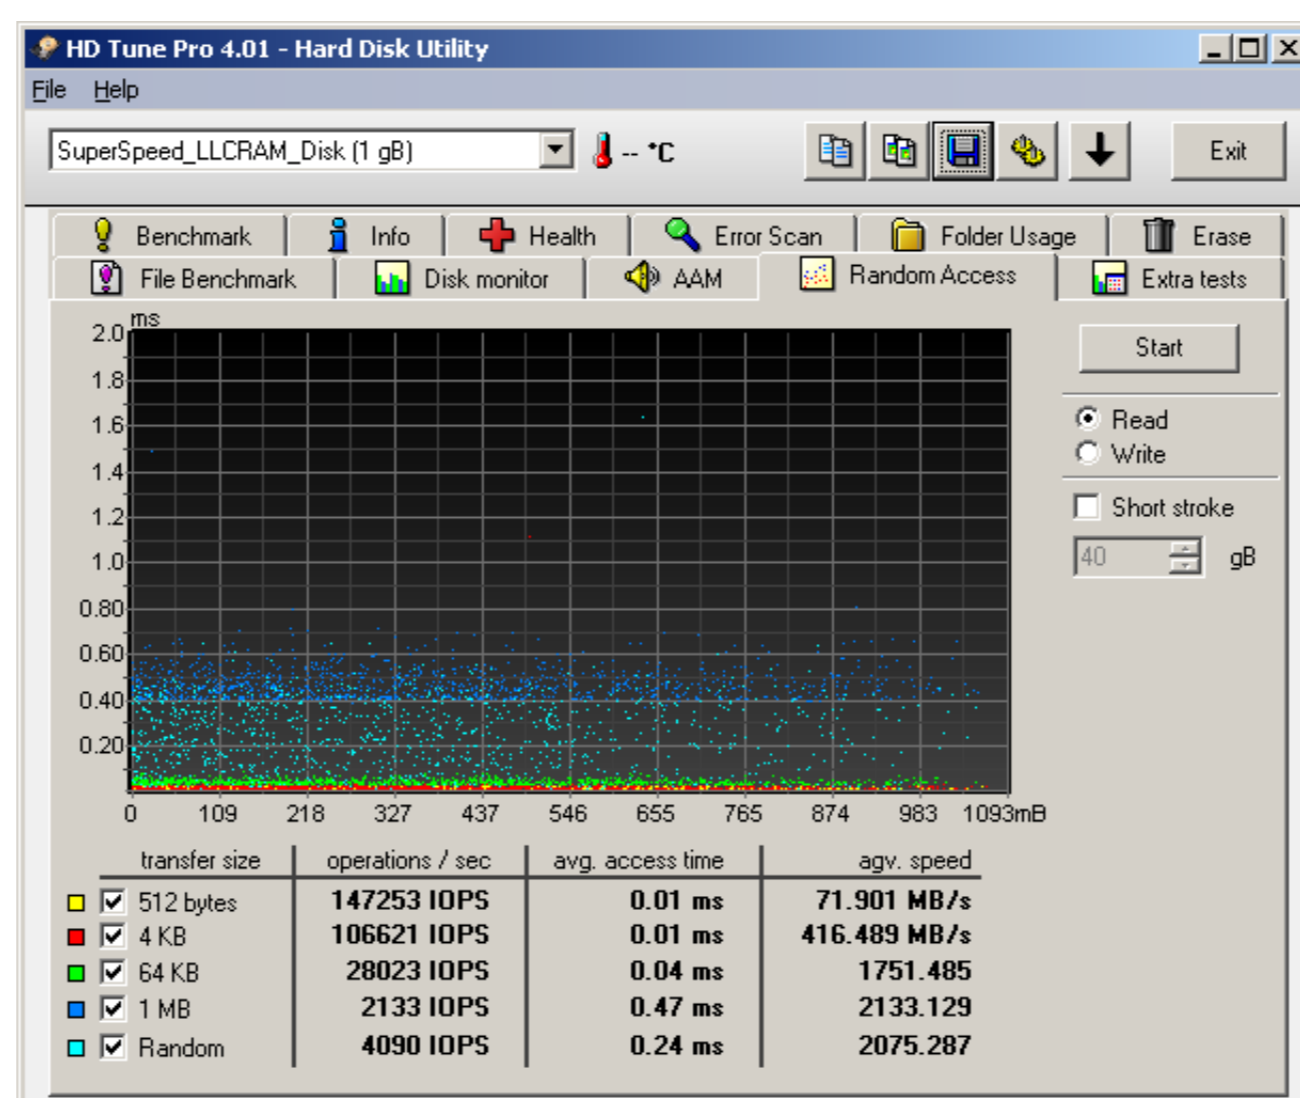 HD Tune Pro 4.01 - Hard Disk Utility
File Help
SuperSpeed_LLCRAM_Disk (1 gB) -- °C Exit
Benchmark Info Health Error Scan Folder Usage Erase
File Benchmark Disk monitor AAM Random Access Extra tests
ms
2.0
1.8
1.6
1.4
1.2
1.0
0.80
0.60
0.40
0.20
0 109 218 327 437 546 655 765 874 983 1093mB
Start
Read
Write
Short stroke
40 gB
transfer size operations / sec avg. access time agv. speed
512 bytes 147253 IOPS 0.01 ms 71.901 MB/s
4 KB 106621 IOPS 0.01 ms 416.489 MB/s
64 KB 28023 IOPS 0.04 ms 1751.485
1 MB 2133 IOPS 0.47 ms 2133.129
Random 4090 IOPS 0.24 ms 2075.287